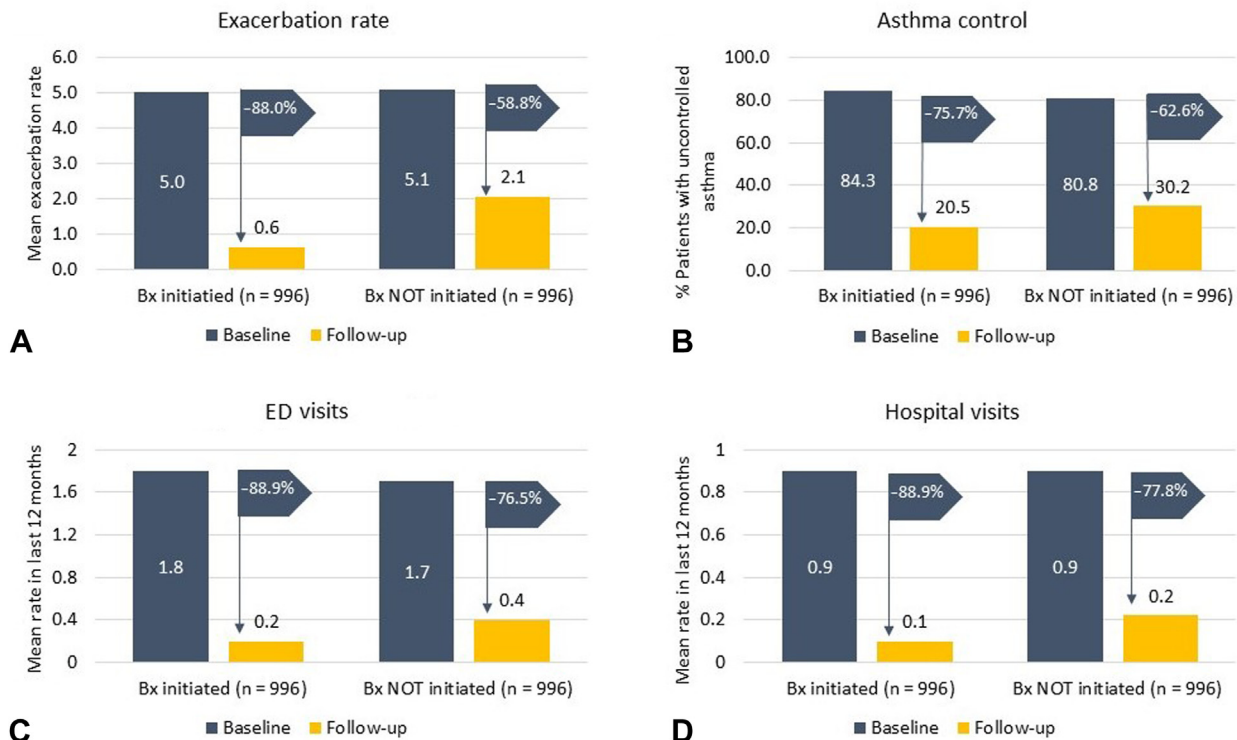 Exacerbation rate
Mean exacerbation rate
6.0
5.0
4.0
3.0
2.0
1.0
0.0
5.0
−88.0%
0.6
5.1
−58.8%
2.1
Bx initiatied (n = 996)
Bx NOT initiated (n = 996)
Baseline
Follow-up
A
Asthma control
% Patients with uncontrolled
asthma
100.0
80.0
60.0
40.0
20.0
0.0
84.3
−75.7%
20.5
80.8
−62.6%
30.2
Bx initiatied (n = 996)
Bx NOT initiated (n = 996)
Baseline
Follow-up
B
ED visits
Mean rate in last 12 months
2
1.6
1.2
0.8
0.4
0
1.8
−88.9%
0.2
1.7
−76.5%
0.4
Bx initiated (n = 996)
Bx NOT initiated (n = 996)
Baseline
Follow-up
C
Hospital visits
Mean rate in last 12 months
1
0.8
0.6
0.4
0.2
0
0.9
−88.9%
0.1
0.9
−77.8%
0.2
Bx initiated (n = 996)
Bx NOT initiated (n = 996)
Baseline
Follow-up
D